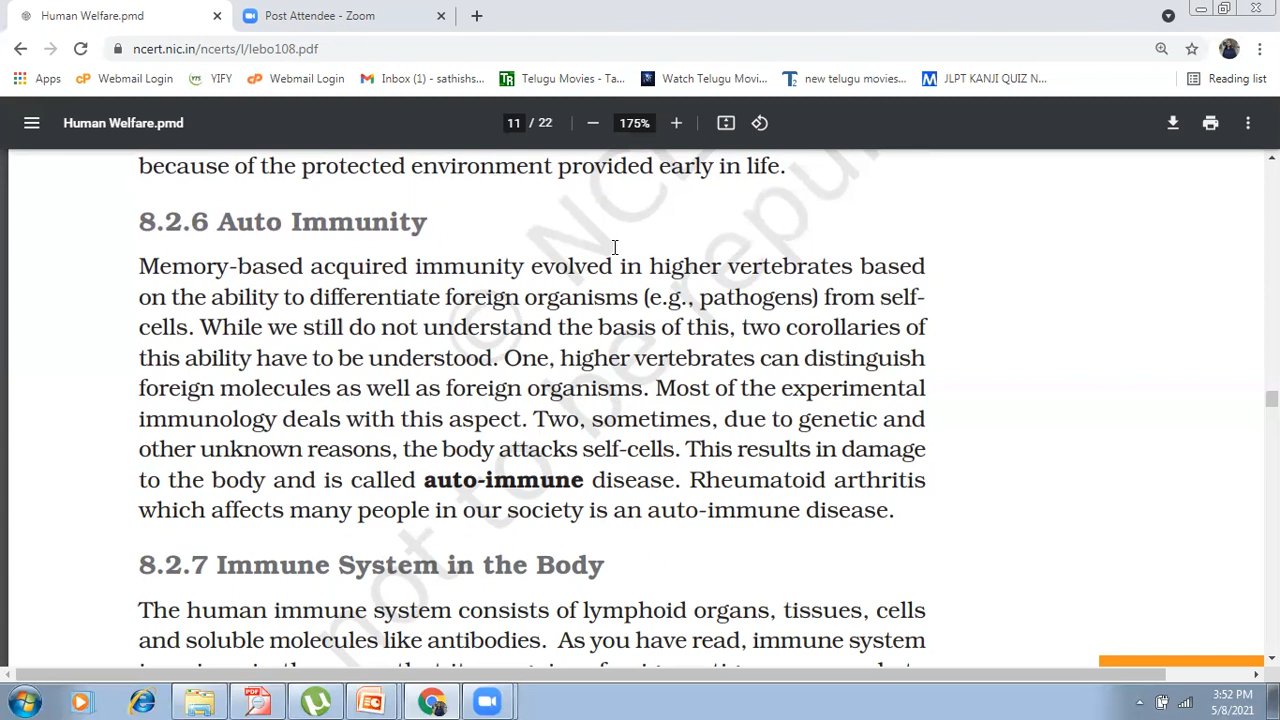 Human Welfare.pmd
Post Attendee - Zoom
ncert.nic.in/ncerts/l/lebo108.pdf
Apps
Webmail Login
YIFY
Webmail Login
Inbox (1) - sathishs...
Telugu Movies - Ta...
Watch Telugu Movi...
new telugu movies...
JLPT KANJI QUIZ N...
Reading list
Human Welfare.pmd
11 / 22
175%
because of the protected environment provided early in life.
8.2.6 Auto Immunity
Memory-based acquired immunity evolved in higher vertebrates based
on the ability to differentiate foreign organisms (e.g., pathogens) from self-
cells. While we still do not understand the basis of this, two corollaries of
this ability have to be understood. One, higher vertebrates can distinguish
foreign molecules as well as foreign organisms. Most of the experimental
immunology deals with this aspect. Two, sometimes, due to genetic and
other unknown reasons, the body attacks self-cells. This results in damage
to the body and is called auto-immune disease. Rheumatoid arthritis
which affects many people in our society is an auto-immune disease.
8.2.7 Immune System in the Body
The human immune system consists of lymphoid organs, tissues, cells
and soluble molecules like antibodies. As you have read, immune system
© NC
not to be repu
3:52 PM
5/8/2021